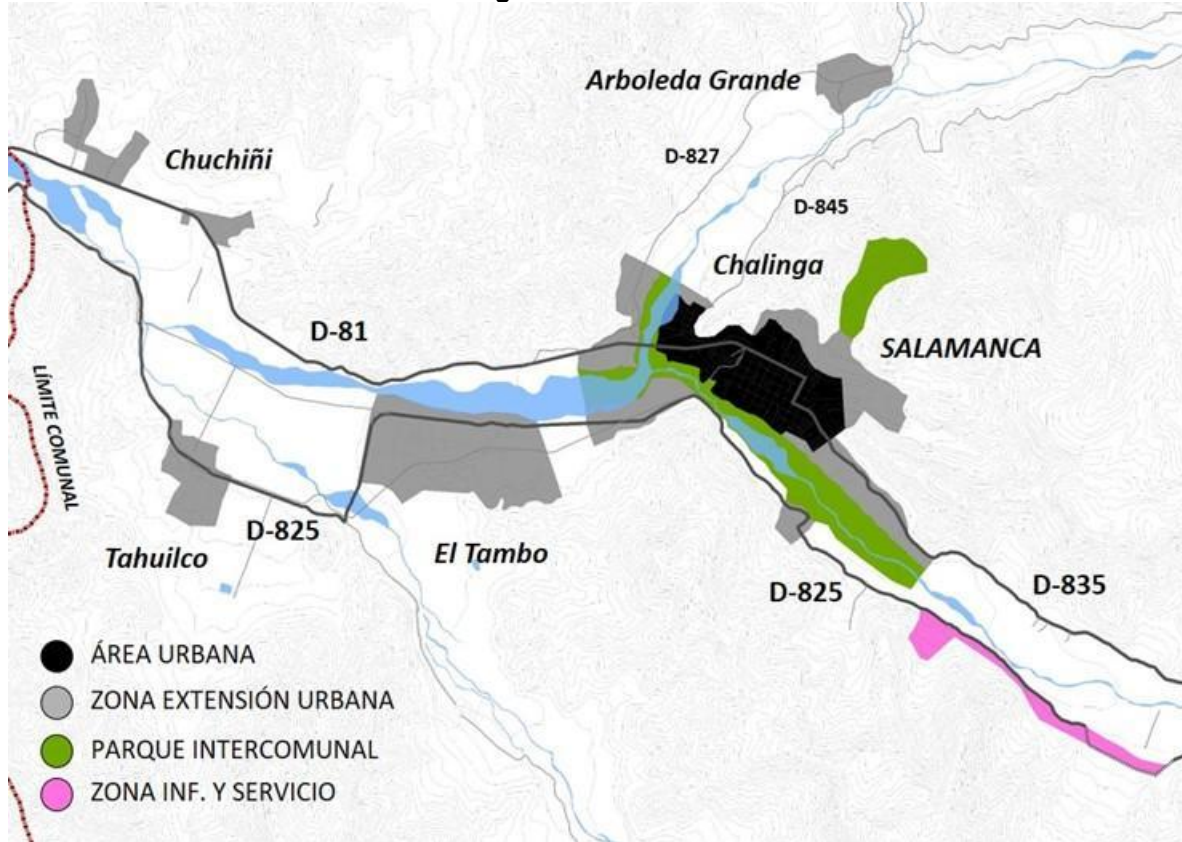 Arboleda Grande
Chuchiñi
D-827
D-845
Chalinga
D-81
SALAMANCA
LÍMITE COMUNAL
D-825
El Tambo
Tahuilco
D-825
D-835
ÁREA URBANA
ZONA EXTENSIÓN URBANA
PARQUE INTERCOMUNAL
ZONA INF. Y SERVICIO